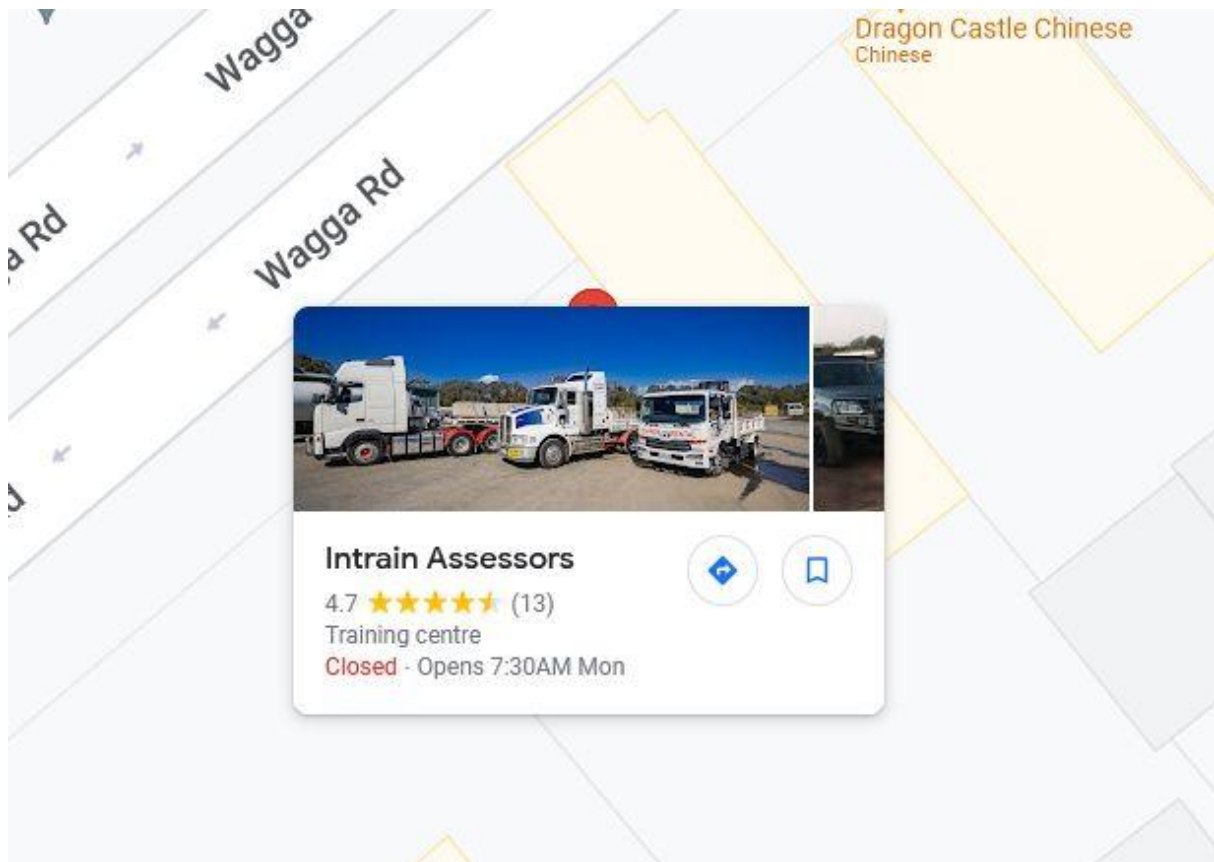 Dragon Castle Chinese
Chinese
Wagga
a Rd
Wagga Rd
d
Intrain Assessors
4.7 (13)
Training centre
Closed · Opens 7:30AM Mon